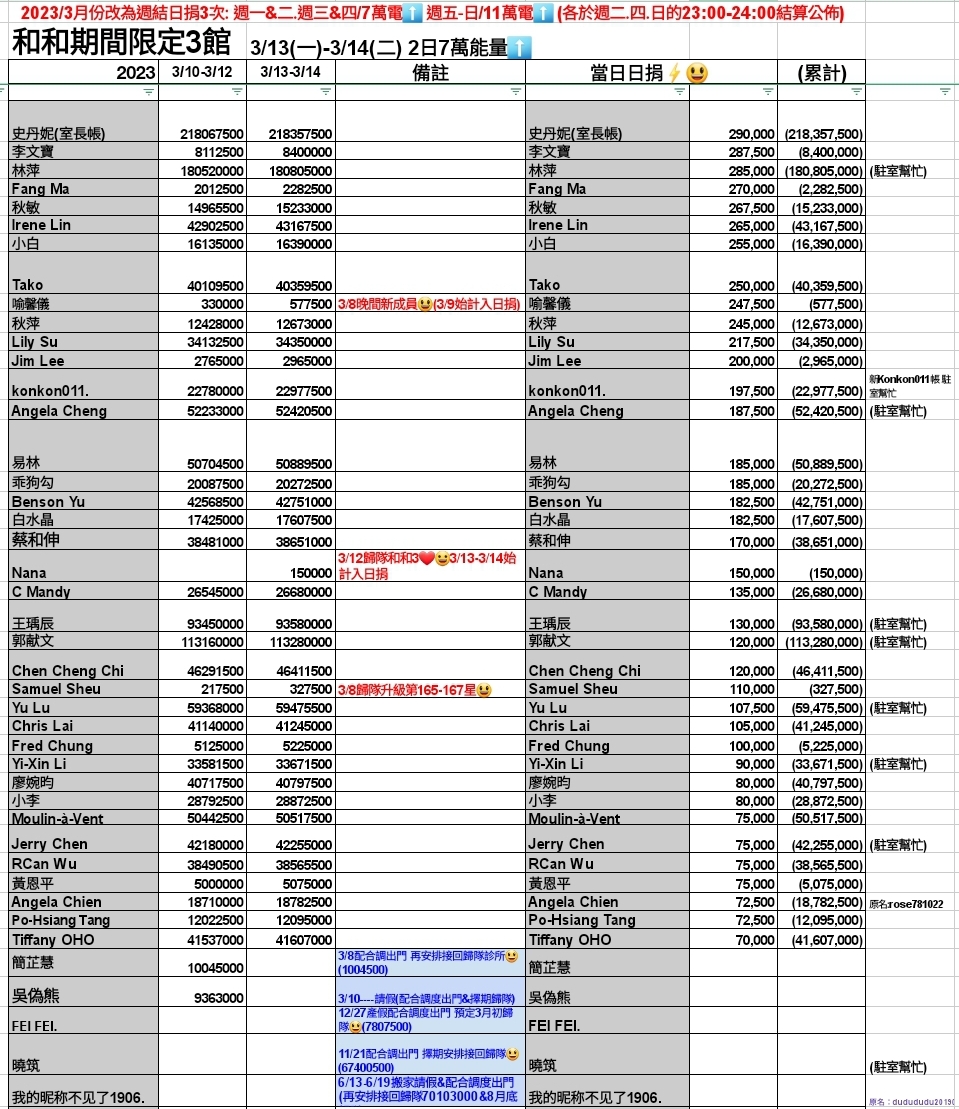 2023/3月份改為週結日捐3次: 週一&二.週三&四/7萬電⬆️ 週五-日/11萬電⬆️ (各於週二.四.日的23:00-24:00結算公佈)
和和期間限定3館 3/13(一)-3/14(二) 2日7萬能量⬆️
2023 3/10-3/12 3/13-3/14 備註 當日日捐⚡😃 (累計)
史丹妮(室長帳) 218067500 218357500 史丹妮(室長帳) 290,000 (218,357,500)
李文寶 8112500 8400000 李文寶 287,500 (8,400,000)
林萍 180520000 180805000 林萍 285,000 (180,805,000) (駐室幫忙)
Fang Ma 2012500 2282500 Fang Ma 270,000 (2,282,500)
秋敏 14965500 15233000 秋敏 267,500 (15,233,000)
Irene Lin 42902500 43167500 Irene Lin 265,000 (43,167,500)
小白 16135000 16390000 小白 255,000 (16,390,000)
Tako 40109500 40359500 Tako 250,000 (40,359,500)
喻馨儀 330000 577500 3/8晚間新成員😃(3/9始計入日捐) 喻馨儀 247,500 (577,500)
秋萍 12428000 12673000 秋萍 245,000 (12,673,000)
Lily Su 34132500 34350000 Lily Su 217,500 (34,350,000)
Jim Lee 2765000 2965000 Jim Lee 200,000 (2,965,000)
konkon011. 22780000 22977500 konkon011. 197,500 (22,977,500) 新Konkon011帳 駐
室幫忙
Angela Cheng 52233000 52420500 Angela Cheng 187,500 (52,420,500) (駐室幫忙)
易林 50704500 50889500 易林 185,000 (50,889,500)
乖狗勾 20087500 20272500 乖狗勾 185,000 (20,272,500)
Benson Yu 42568500 42751000 Benson Yu 182,500 (42,751,000)
白水晶 17425000 17607500 白水晶 182,500 (17,607,500)
蔡和伸 38481000 38651000 蔡和伸 170,000 (38,651,000)
3/12歸隊和和3❤️😃3/13-3/14始
計入日捐
Nana 150000 Nana 150,000 (150,000)
C Mandy 26545000 26680000 C Mandy 135,000 (26,680,000)
王瑀辰 93450000 93580000 王瑀辰 130,000 (93,580,000) (駐室幫忙)
郭献文 113160000 113280000 郭献文 120,000 (113,280,000) (駐室幫忙)
Chen Cheng Chi 46291500 46411500 Chen Cheng Chi 120,000 (46,411,500)
Samuel Sheu 217500 327500 3/8歸隊升級第165-167星😃 Samuel Sheu 110,000 (327,500)
Yu Lu 59368000 59475500 Yu Lu 107,500 (59,475,500) (駐室幫忙)
Chris Lai 41140000 41245000 Chris Lai 105,000 (41,245,000)
Fred Chung 5125000 5225000 Fred Chung 100,000 (5,225,000)
Yi-Xin Li 33581500 33671500 Yi-Xin Li 90,000 (33,671,500) (駐室幫忙)
廖婉昀 40717500 40797500 廖婉昀 80,000 (40,797,500)
小李 28792500 28872500 小李 80,000 (28,872,500)
Moulin-à-Vent 50442500 50517500 Moulin-à-Vent 75,000 (50,517,500)
Jerry Chen 42180000 42255000 Jerry Chen 75,000 (42,255,000) (駐室幫忙)
RCan Wu 38490500 38565500 RCan Wu 75,000 (38,565,500)
黃恩平 5000000 5075000 黃恩平 75,000 (5,075,000)
Angela Chien 18710000 18782500 Angela Chien 72,500 (18,782,500) 原名:rose781022
Po-Hsiang Tang 12022500 12095000 Po-Hsiang Tang 72,500 (12,095,000)
Tiffany OHO 41537000 41607000 Tiffany OHO 70,000 (41,607,000)
3/8配合調出門 再安排接回歸隊診所😃
(1004500)
簡芷慧 10045000 簡芷慧
吳偽熊 9363000 3/10----請假(配合調度出門&擇期歸隊) 吳偽熊
12/27產假配合調度出門 預定3月初歸
隊😃(7807500)
FEI FEI. FEI FEI.
11/21配合調出門 擇期安排接回歸隊😃
(67400500)
曉筑 曉筑 (駐室幫忙)
6/13-6/19搬家請假&配合調度出門
(再安排接回歸隊70103000&8月底
我的昵称不见了1906. 我的昵称不见了1906. 原名：dudududu2019